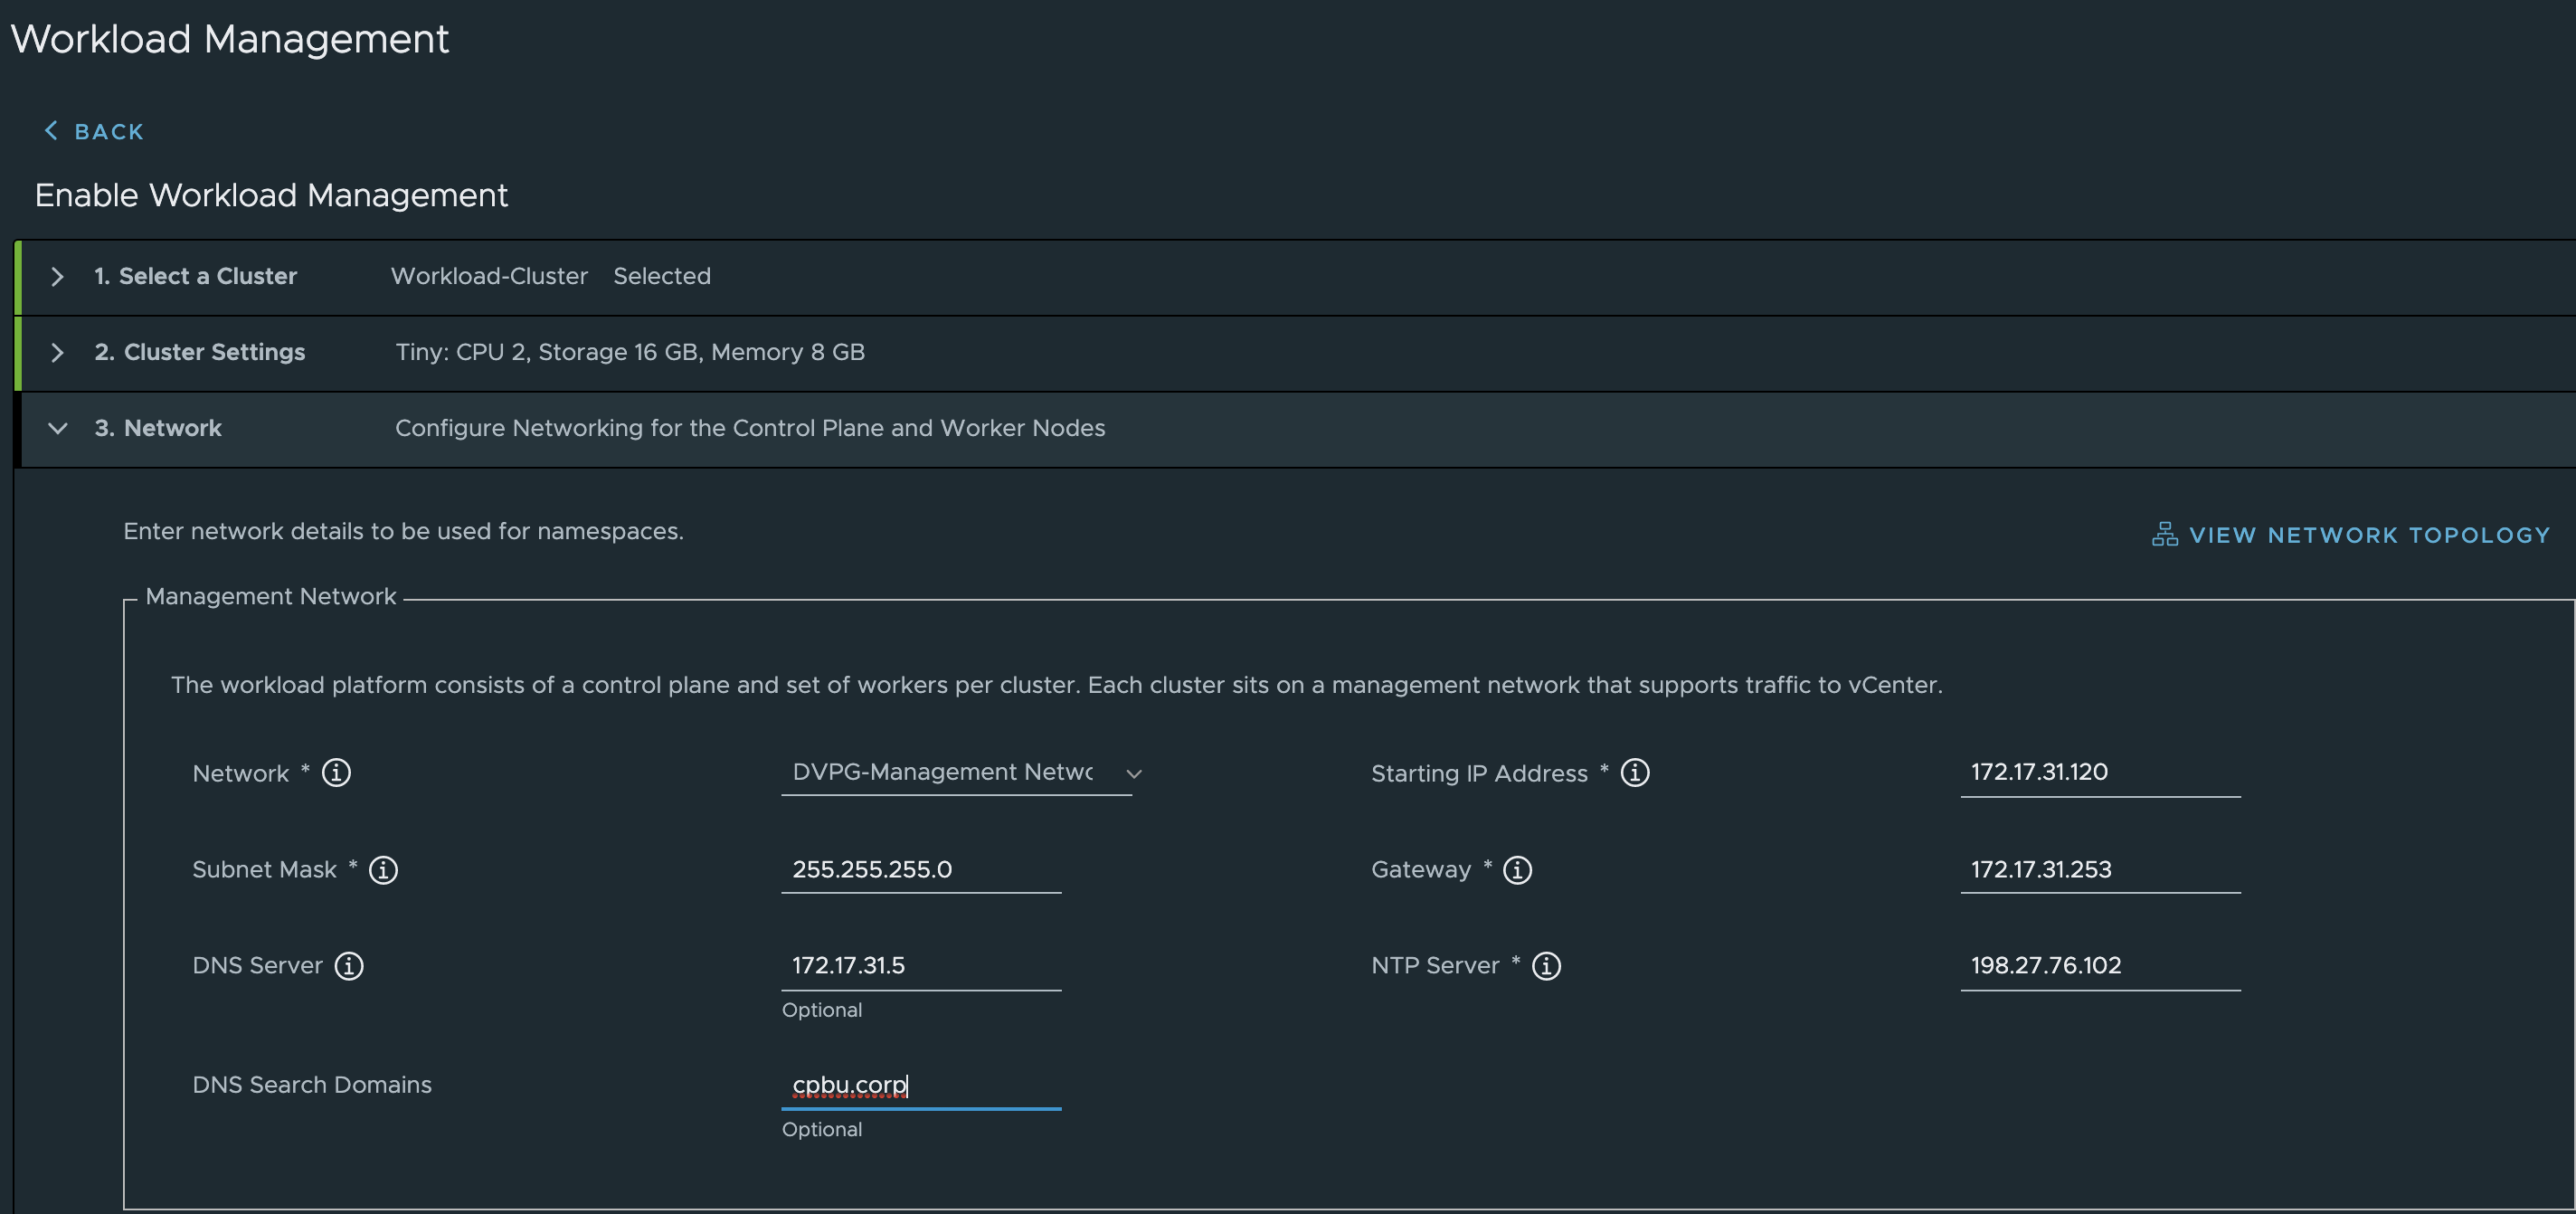 Workload Management
BACK
Enable Workload Management
1. Select a Cluster Workload-Cluster Selected
2. Cluster Settings Tiny: CPU 2, Storage 16 GB, Memory 8 GB
3. Network Configure Networking for the Control Plane and Worker Nodes
Enter network details to be used for namespaces.
VIEW NETWORK TOPOLOGY
Management Network
The workload platform consists of a control plane and set of workers per cluster. Each cluster sits on a management network that supports traffic to vCenter.
Network * DVPG-Management Netwo Starting IP Address * 172.17.31.120
Subnet Mask * 255.255.255.0 Gateway * 172.17.31.253
DNS Server 172.17.31.5 NTP Server * 198.27.76.102
Optional
DNS Search Domains cpbu.corp
Optional